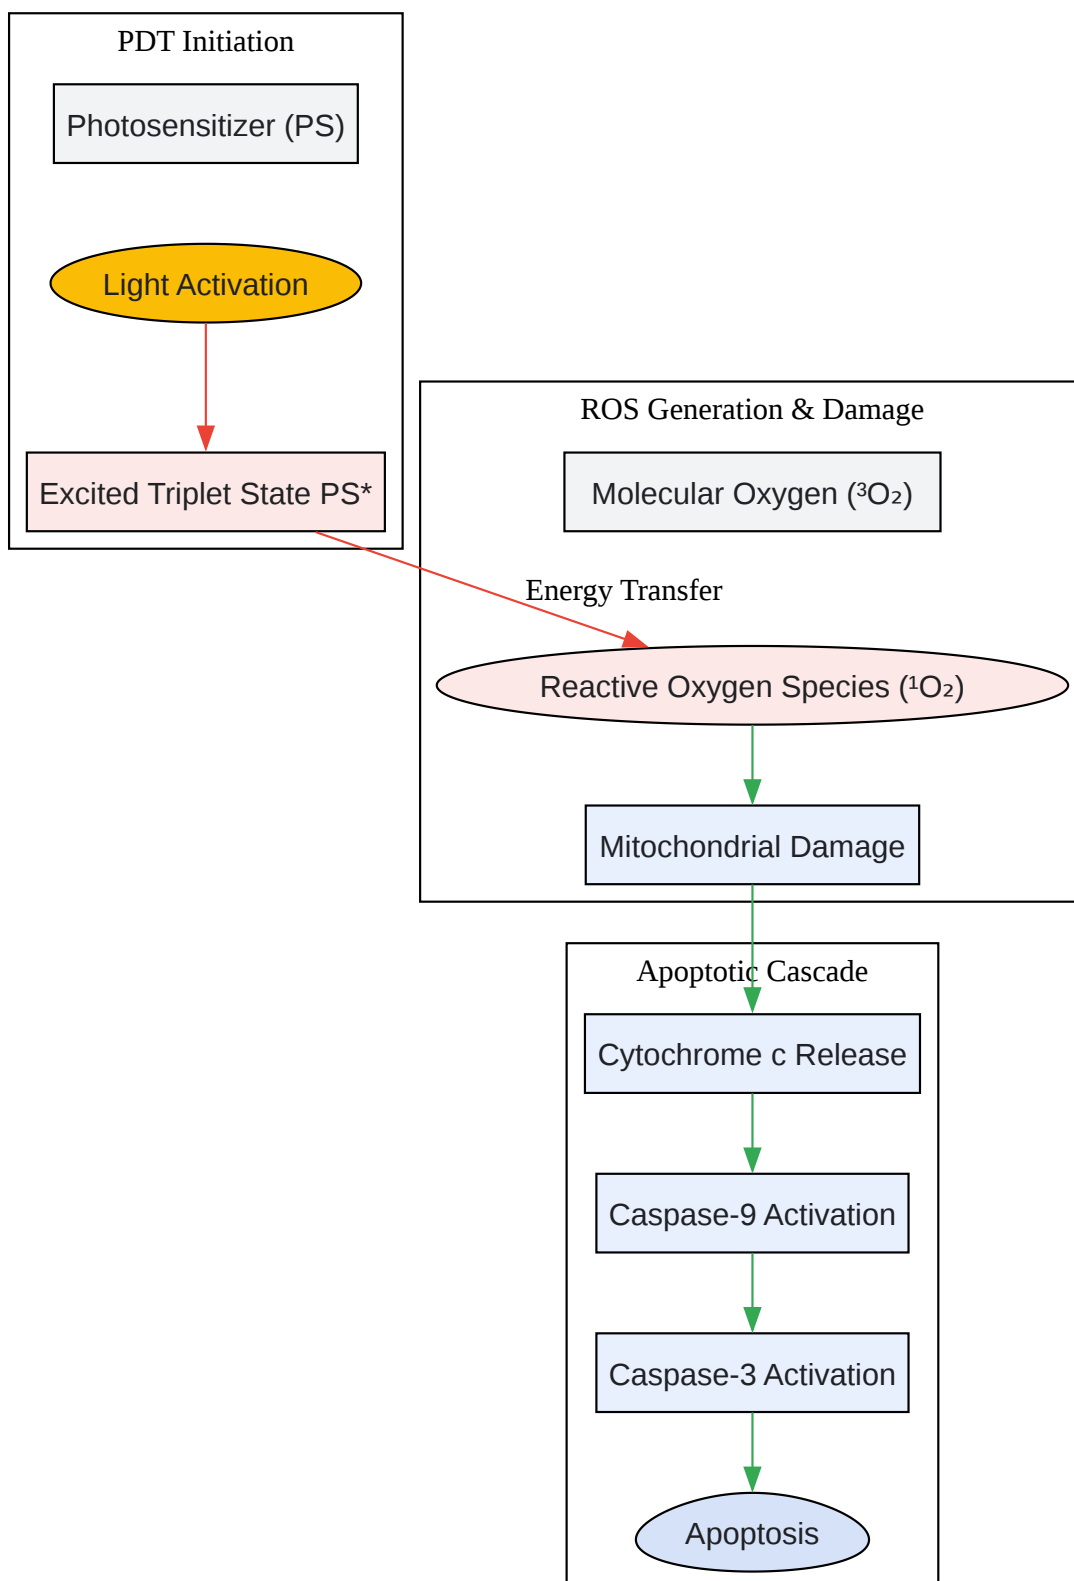 PDT Initiation
Photosensitizer (PS)
Light Activation
Excited Triplet State PS*
ROS Generation & Damage
Molecular Oxygen (³O₂)
Energy Transfer
Reactive Oxygen Species (¹O₂)
Mitochondrial Damage
Apoptotic Cascade
Cytochrome c Release
Caspase-9 Activation
Caspase-3 Activation
Apoptosis